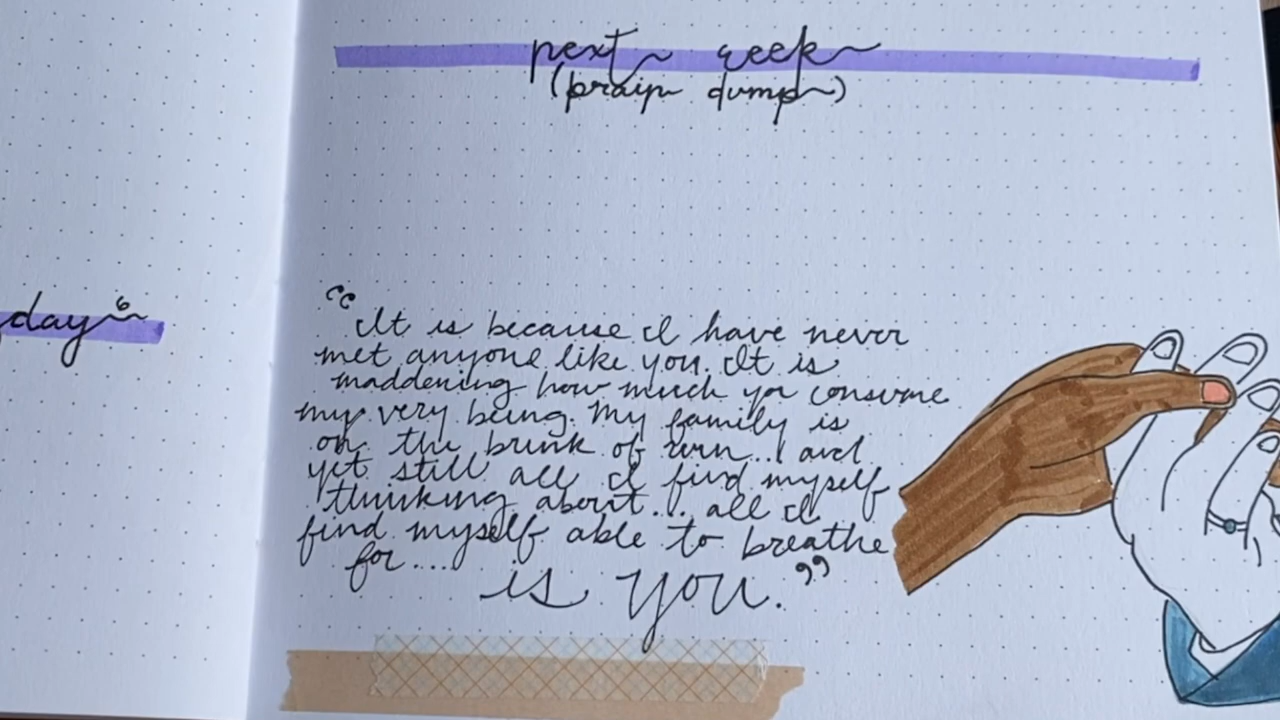 day 6
next week
(brain dump)
“It is because I have never
met anyone like you. It is
maddening how much you consume
my very being. My family is
on the brink of ruin... and
yet still all I find myself
thinking about... all I
find myself able to breathe
for....
is you.”